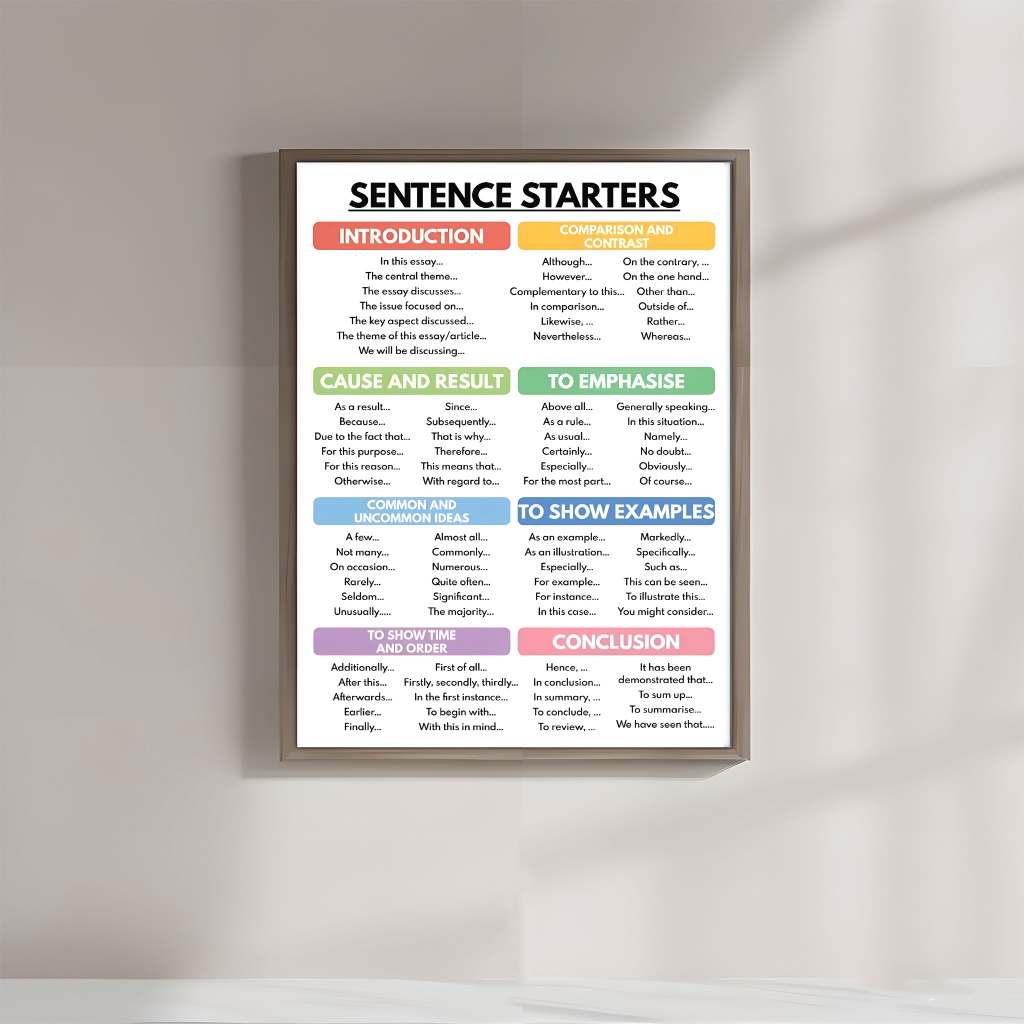 SENTENCE STARTERS
INTRODUCTION
In this essay...
The central theme...
The essay discusses...
The issue focused on...
The key aspect discussed...
The theme of this essay/article...
We will be discussing...
COMPARISON AND
CONTRAST
Although...
However...
Complementary to this...
In comparison...
Likewise, ...
Nevertheless...
On the contrary, ...
On the one hand...
Other than...
Outside of...
Rather...
Whereas...
CAUSE AND RESULT
As a result...
Because...
Due to the fact that...
For this purpose...
For this reason...
Otherwise...
Since...
Subsequently...
That is why...
Therefore...
This means that...
With regard to...
TO EMPHASISE
Above all...
As a rule...
As usual...
Certainly...
Especially...
For the most part...
Generally speaking...
In this situation...
Namely...
No doubt...
Obviously...
Of course...
COMMON AND
UNCOMMON IDEAS
A few...
Not many...
On occasion...
Rarely...
Seldom...
Unusually.....
Almost all...
Commonly...
Numerous...
Quite often...
Significant...
The majority...
TO SHOW EXAMPLES
As an example...
As an illustration...
Especially...
For example...
For instance...
In this case...
Markedly...
Specifically...
Such as...
This can be seen...
To illustrate this...
You might consider...
TO SHOW TIME
AND ORDER
Additionally...
After this...
Afterwards...
Earlier...
Finally...
First of all...
Firstly, secondly, thirdly...
In the first instance...
To begin with...
With this in mind...
CONCLUSION
Hence, ...
In conclusion...
In summary, ...
To conclude, ...
To review, ...
It has been
demonstrated that...
To sum up...
To summarise...
We have seen that.....